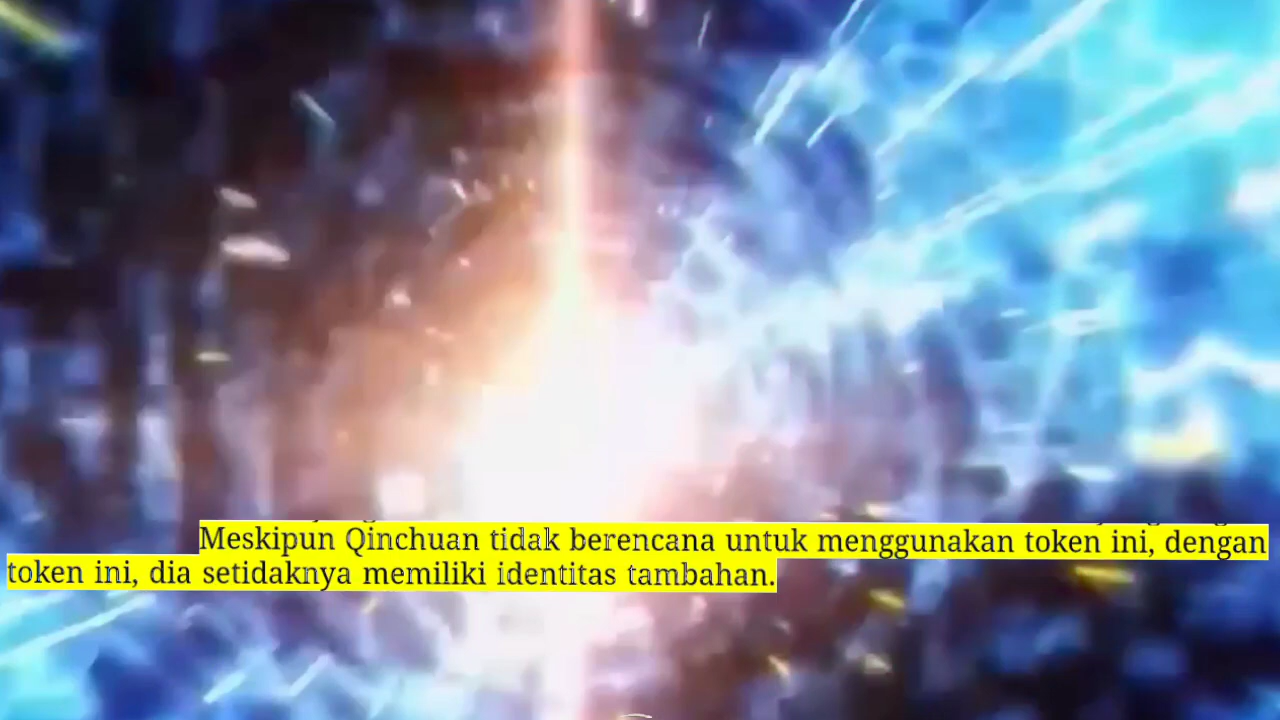 Meskipun Qinchuan tidak berencana untuk menggunakan token ini, dengan
token ini, dia setidaknya memiliki identitas tambahan.